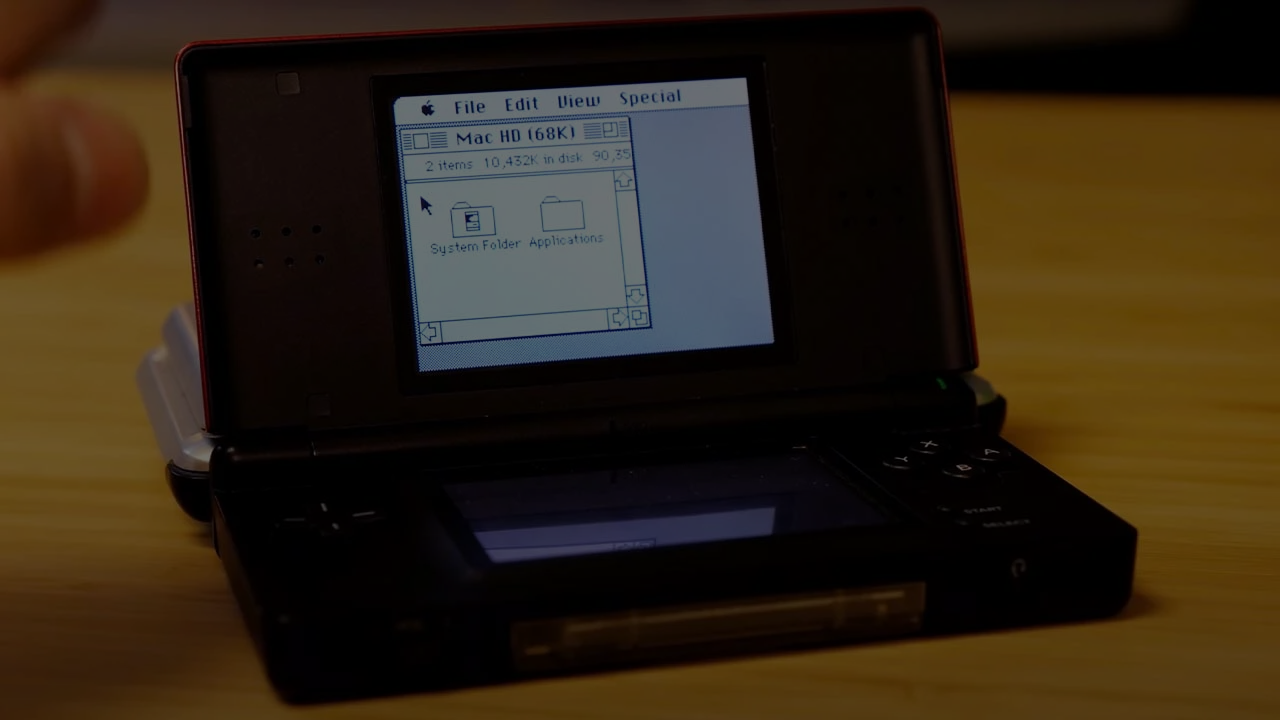 File Edit View Special
Mac HD (68K)
2 items 10,432K in disk 90,35
System Folder Applications
X
Y A
B
START
SELECT